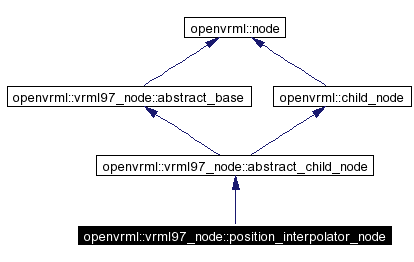 openvrml::node
openvrml::vrml97_node::abstract_base
openvrml::child_node
openvrml::vrml97_node::abstract_child_node
openvrml::vrml97_node::position_interpolator_node